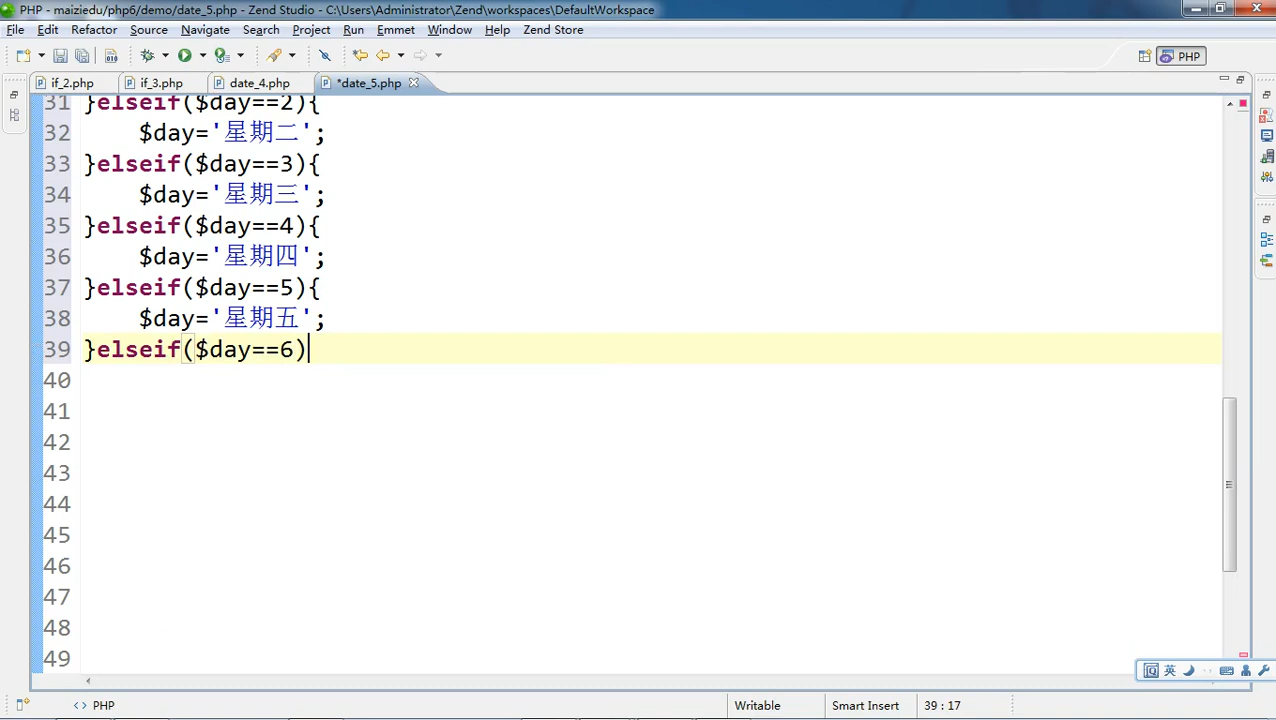 PHP - maiziedu/php6/demo/date_5.php - Zend Studio - C:\Users\Administrator\Zend\workspaces\DefaultWorkspace
File Edit Refactor Source Navigate Search Project Run Emmet Window Help Zend Store
PHP
if_2.php if_3.php date_4.php *date_5.php
31 }elseif($day==2){
32 $day='星期二';
33 }elseif($day==3){
34 $day='星期三';
35 }elseif($day==4){
36 $day='星期四';
37 }elseif($day==5){
38 $day='星期五';
39 }elseif($day==6)
40
41
42
43
44
45
46
47
48
49
英
<> PHP Writable Smart Insert 39 : 17